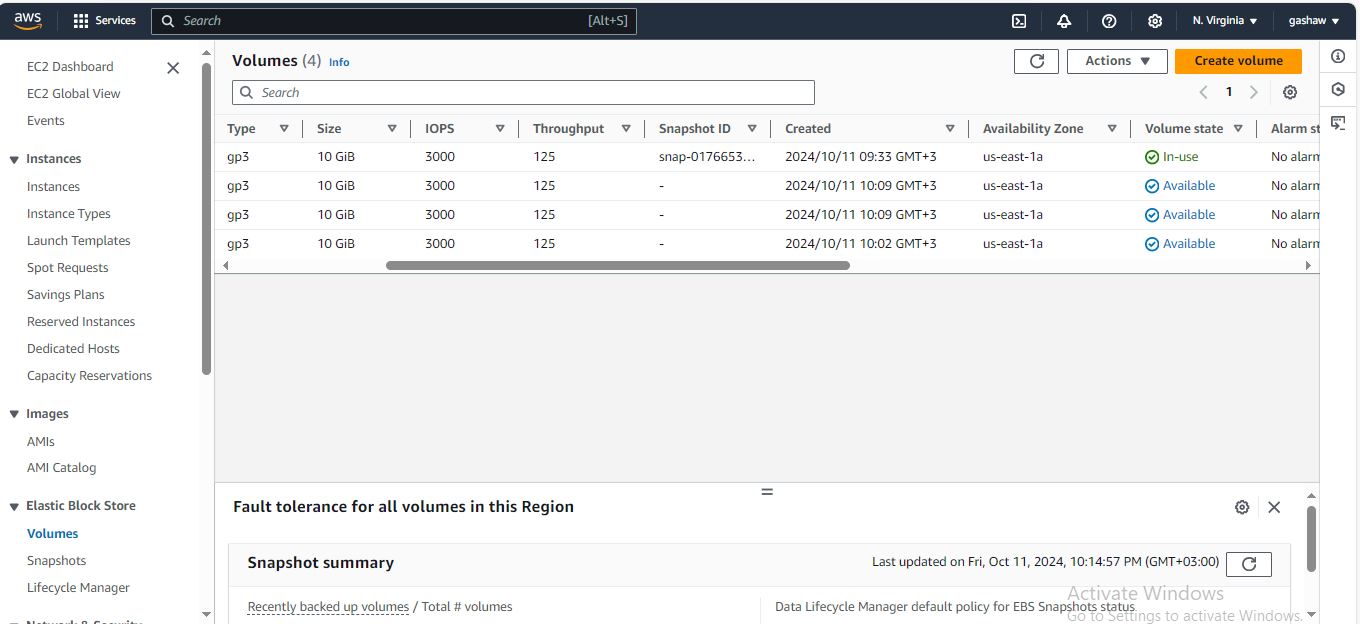 aws Services Search [Alt+S] N. Virginia gashaw
EC2 Dashboard
EC2 Global View
Events
Instances
Instances
Instance Types
Launch Templates
Spot Requests
Savings Plans
Reserved Instances
Dedicated Hosts
Capacity Reservations
Images
AMIs
AMI Catalog
Elastic Block Store
Volumes
Snapshots
Lifecycle Manager
Network & Security
Volumes (4) Info Actions Create volume
Search 1
Type Size IOPS Throughput Snapshot ID Created Availability Zone Volume state Alarm st
gp3 10 GiB 3000 125 snap-0176653... 2024/10/11 09:33 GMT+3 us-east-1a In-use No alarm
gp3 10 GiB 3000 125 - 2024/10/11 10:09 GMT+3 us-east-1a Available No alarm
gp3 10 GiB 3000 125 - 2024/10/11 10:09 GMT+3 us-east-1a Available No alarm
gp3 10 GiB 3000 125 - 2024/10/11 10:02 GMT+3 us-east-1a Available No alarm
Fault tolerance for all volumes in this Region
Snapshot summary Last updated on Fri, Oct 11, 2024, 10:14:57 PM (GMT+03:00)
Recently backed up volumes / Total # volumes Data Lifecycle Manager default policy for EBS Snapshots status
Activate Windows
Go to Settings to activate Windows.